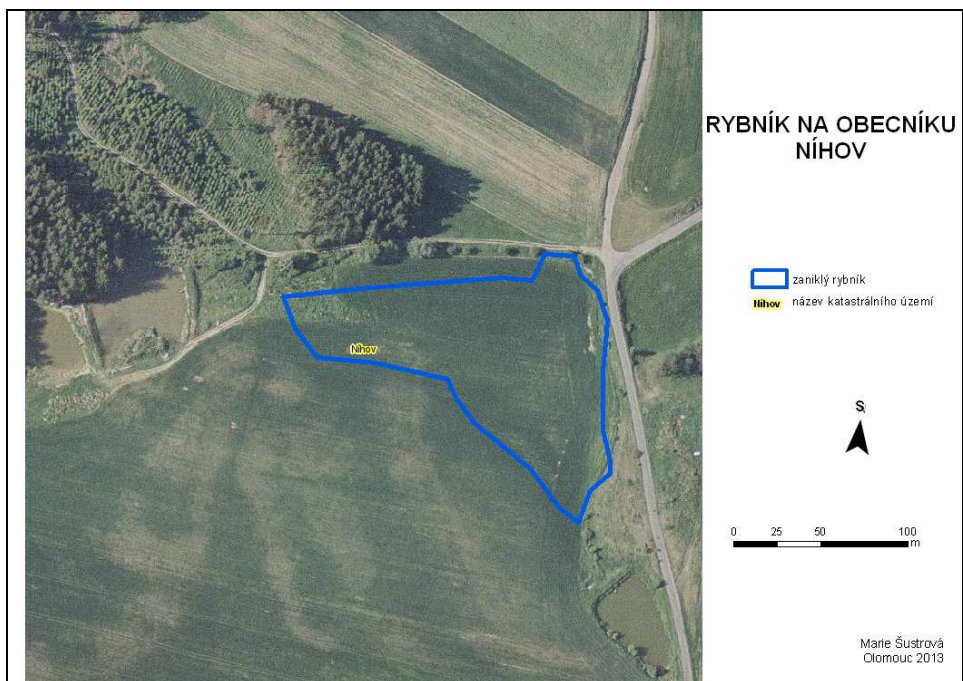 RYBNÍK NA OBECNÍKU
NÍHOV
zaniklý rybník
Níhov název katastrálního území
Níhov
S
0 25 50 100
m
Marie Šustrová
Olomouc 2013